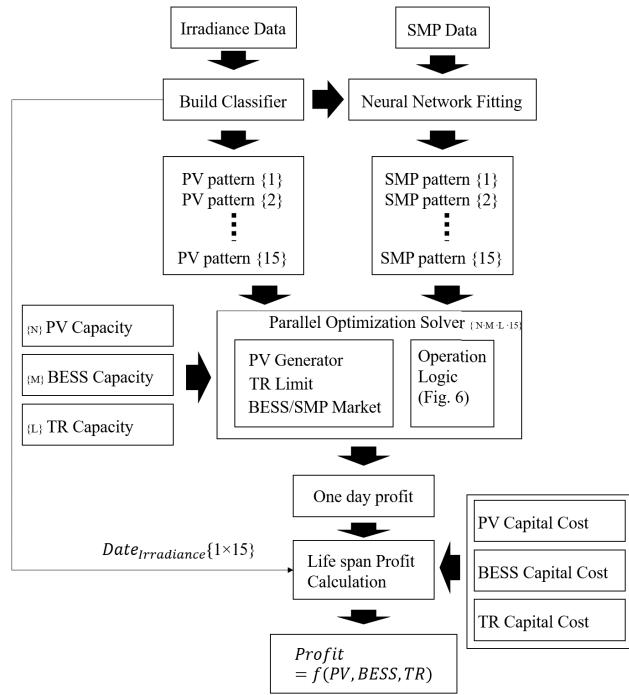 Irradiance Data
SMP Data
Build Classifier
Neural Network Fitting
PV pattern {1}
PV pattern {2}
PV pattern {15}
SMP pattern {1}
SMP pattern {2}
SMP pattern {15}
{N} PV Capacity
{M} BESS Capacity
{L} TR Capacity
Parallel Optimization Solver { N·M·L ·15}
PV Generator
TR Limit
BESS/SMP Market
Operation
Logic
(Fig. 6)
One day profit
Date_Irradiance{1×15}
Life span Profit
Calculation
PV Capital Cost
BESS Capital Cost
TR Capital Cost
Profit
= f(PV, BESS, TR)